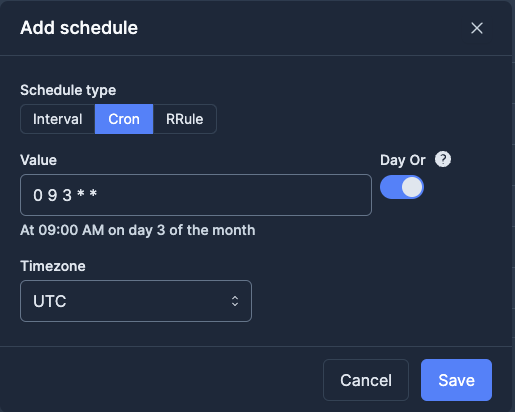 Add schedule
Schedule type
Interval Cron RRule
Value Day Or ?
0 9 3 * *
At 09:00 AM on day 3 of the month
Timezone
UTC
Cancel Save